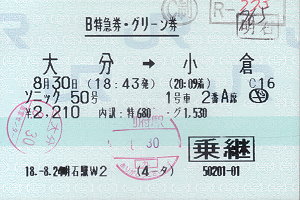 B特急券・グリーン券
大分 → 小倉
8月30日 (18:43発) (20:09着) C16
ソニック 50号 1号車 2番A席
¥2,210 内訳:特680・グ1,530
乗継
18.-8.24明石駅W2 (4-タ) 50201-01